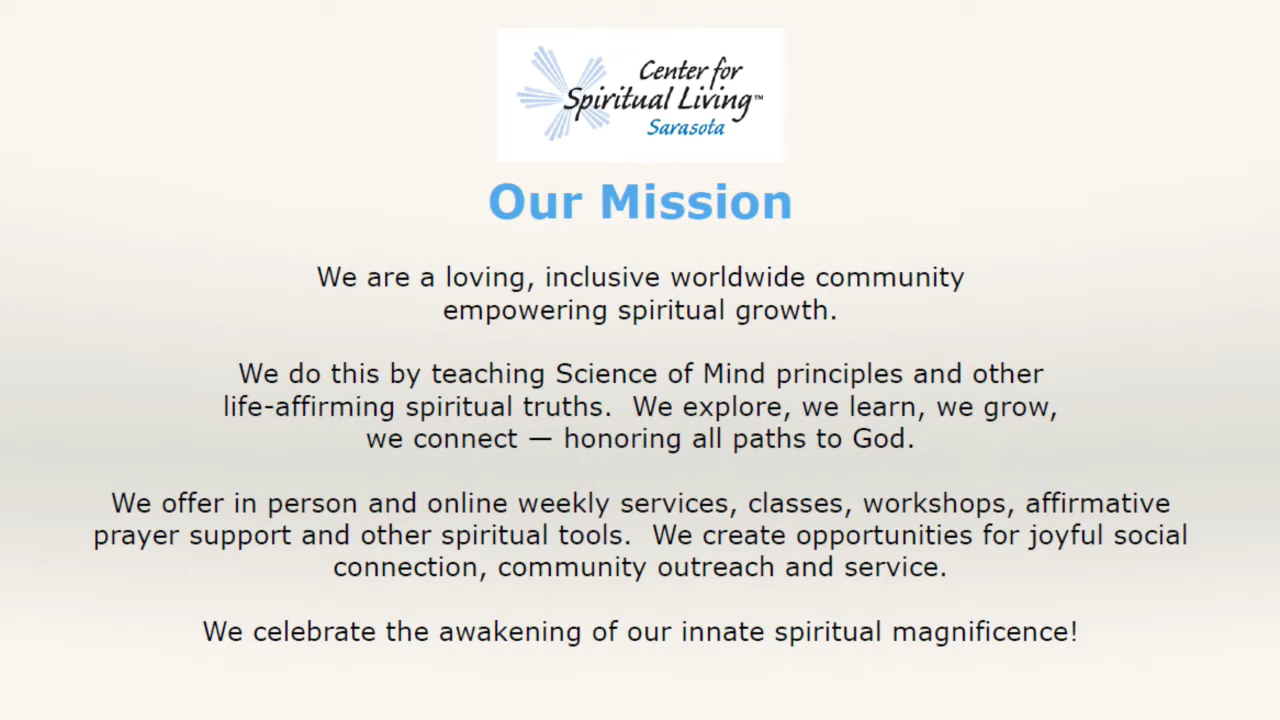 Center for
Spiritual Living™
Sarasota
Our Mission
We are a loving, inclusive worldwide community
empowering spiritual growth.
We do this by teaching Science of Mind principles and other
life-affirming spiritual truths.  We explore, we learn, we grow,
we connect — honoring all paths to God.
We offer in person and online weekly services, classes, workshops, affirmative
prayer support and other spiritual tools.  We create opportunities for joyful social
connection, community outreach and service.
We celebrate the awakening of our innate spiritual magnificence!